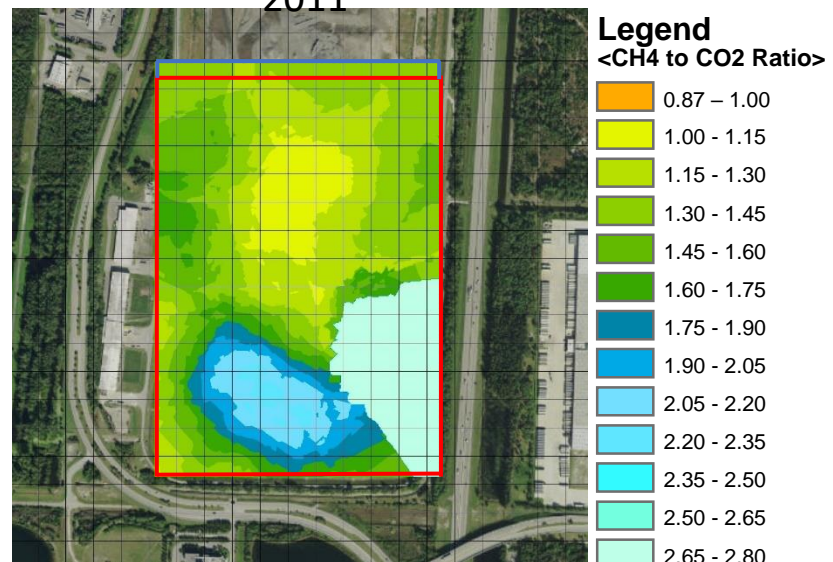 2011
Legend
<CH4 to CO2 Ratio>
0.87 – 1.00
1.00 - 1.15
1.15 - 1.30
1.30 - 1.45
1.45 - 1.60
1.60 - 1.75
1.75 - 1.90
1.90 - 2.05
2.05 - 2.20
2.20 - 2.35
2.35 - 2.50
2.50 - 2.65
2.65 - 2.80